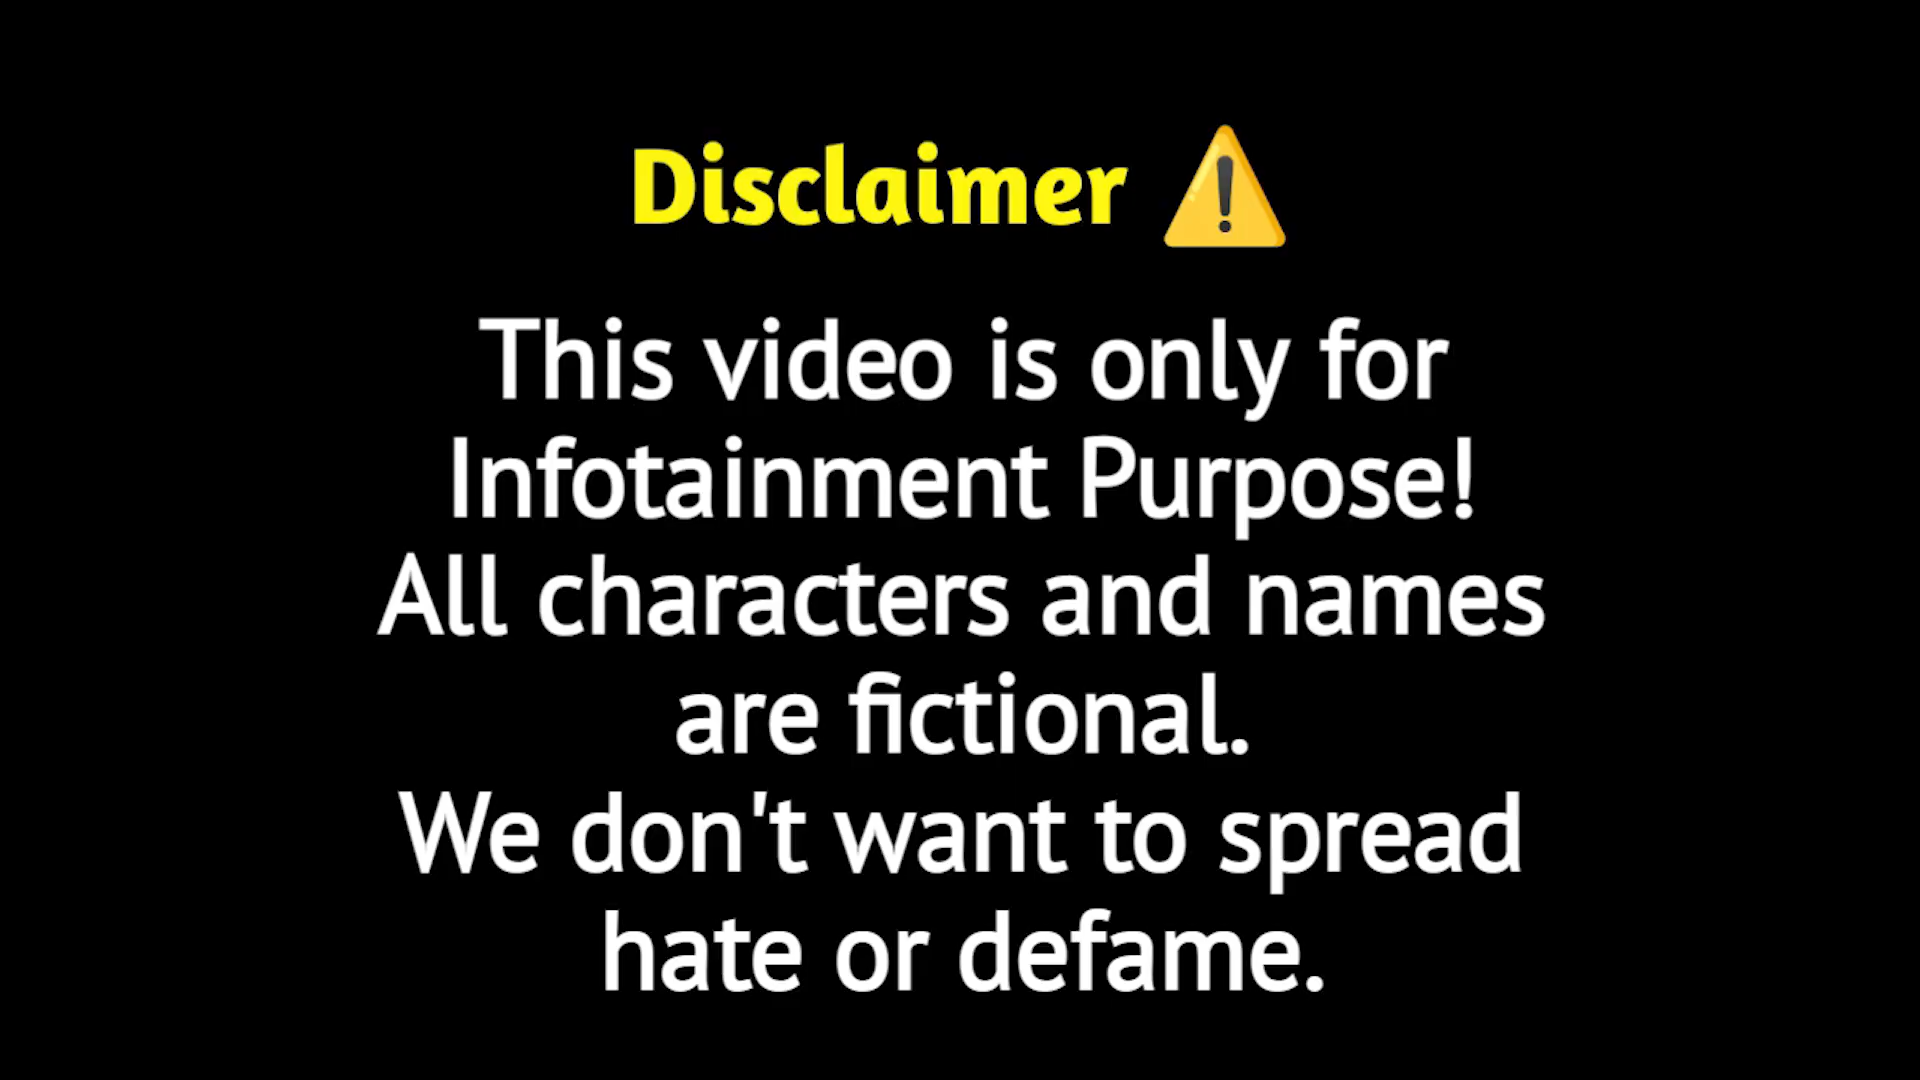 Disclaimer ⚠️
This video is only for
Infotainment Purpose!
All characters and names
are fictional.
We don't want to spread
hate or defame.